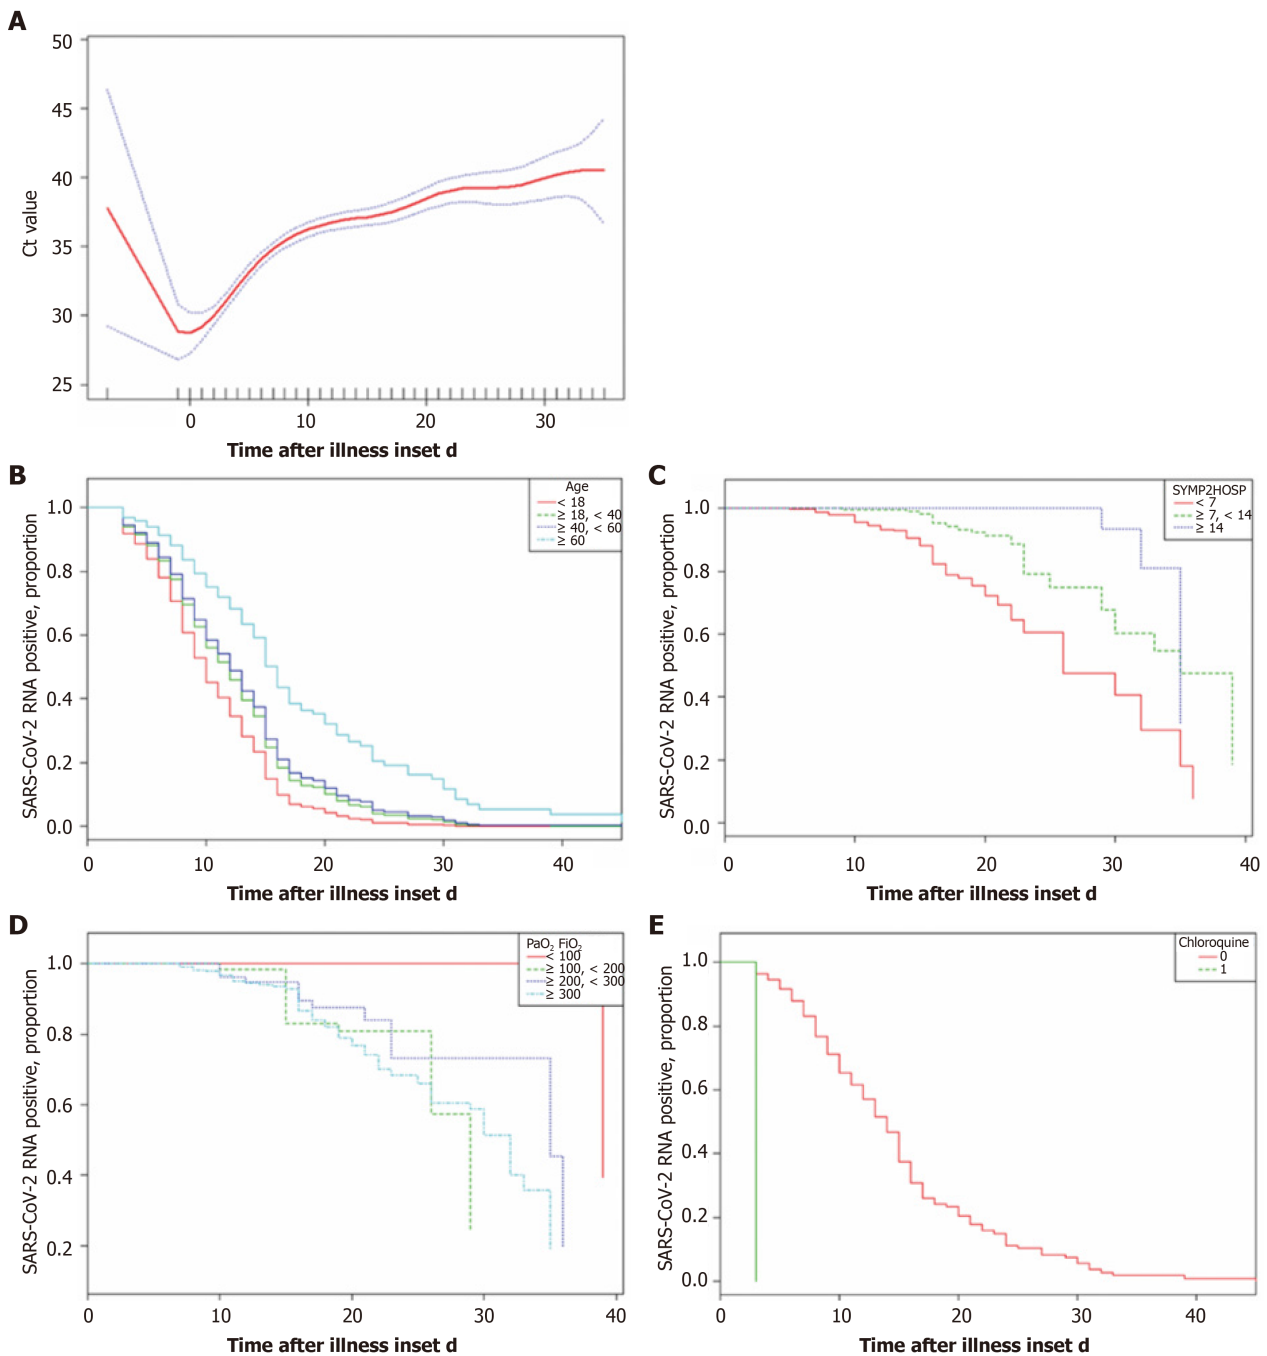 A
50
45
40
35
30
25
Ct value
0 10 20 30
Time after illness inset d
B
1.0
0.8
0.6
0.4
0.2
0.0
SARS-CoV-2 RNA positive, proportion
Age
< 18
≥ 18, < 40
≥ 40, < 60
≥ 60
0 10 20 30 40
Time after illness inset d
C
1.0
0.8
0.6
0.4
0.2
0.0
SARS-CoV-2 RNA positive, proportion
SYMP2HOSP
< 7
≥ 7, < 14
≥ 14
0 10 20 30 40
Time after illness inset d
D
1.0
0.8
0.6
0.4
0.2
SARS-CoV-2 RNA positive, proportion
PaO2 FiO2
< 100
≥ 100, < 200
≥ 200, < 300
≥ 300
0 10 20 30 40
Time after illness inset d
E
1.0
0.8
0.6
0.4
0.2
0.0
SARS-CoV-2 RNA positive, proportion
Chloroquine
0
1
0 10 20 30 40
Time after illness inset d